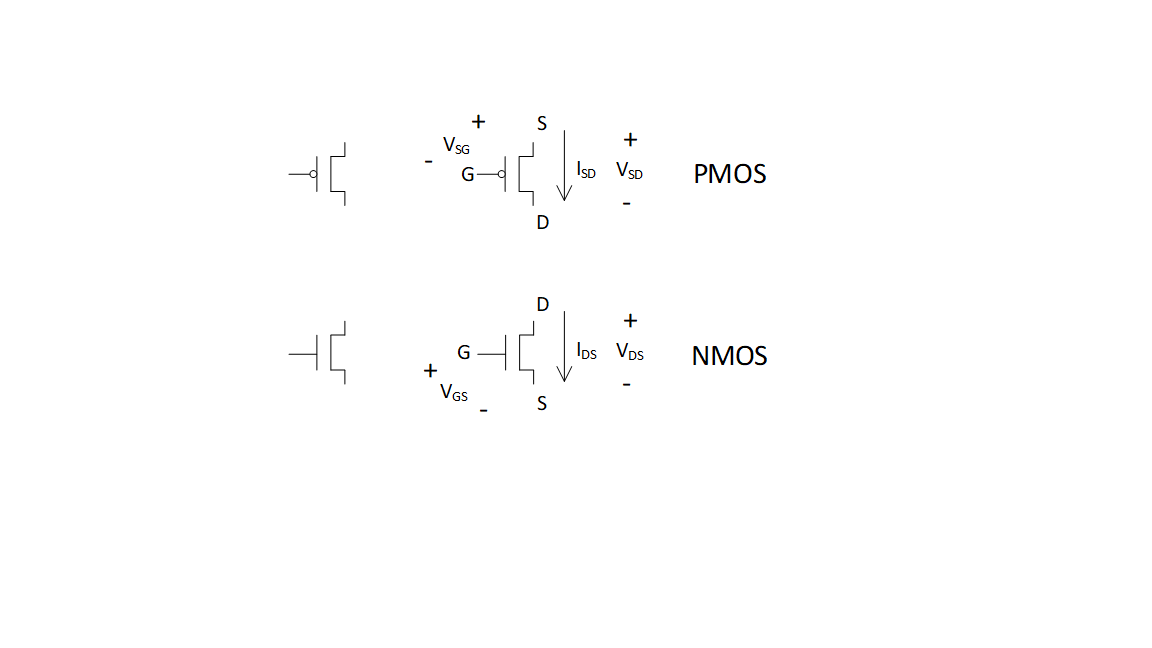 + S +
VSG
- G ISD VSD PMOS
-
D
D +
G IDS VDS NMOS
+ -
VGS
- S